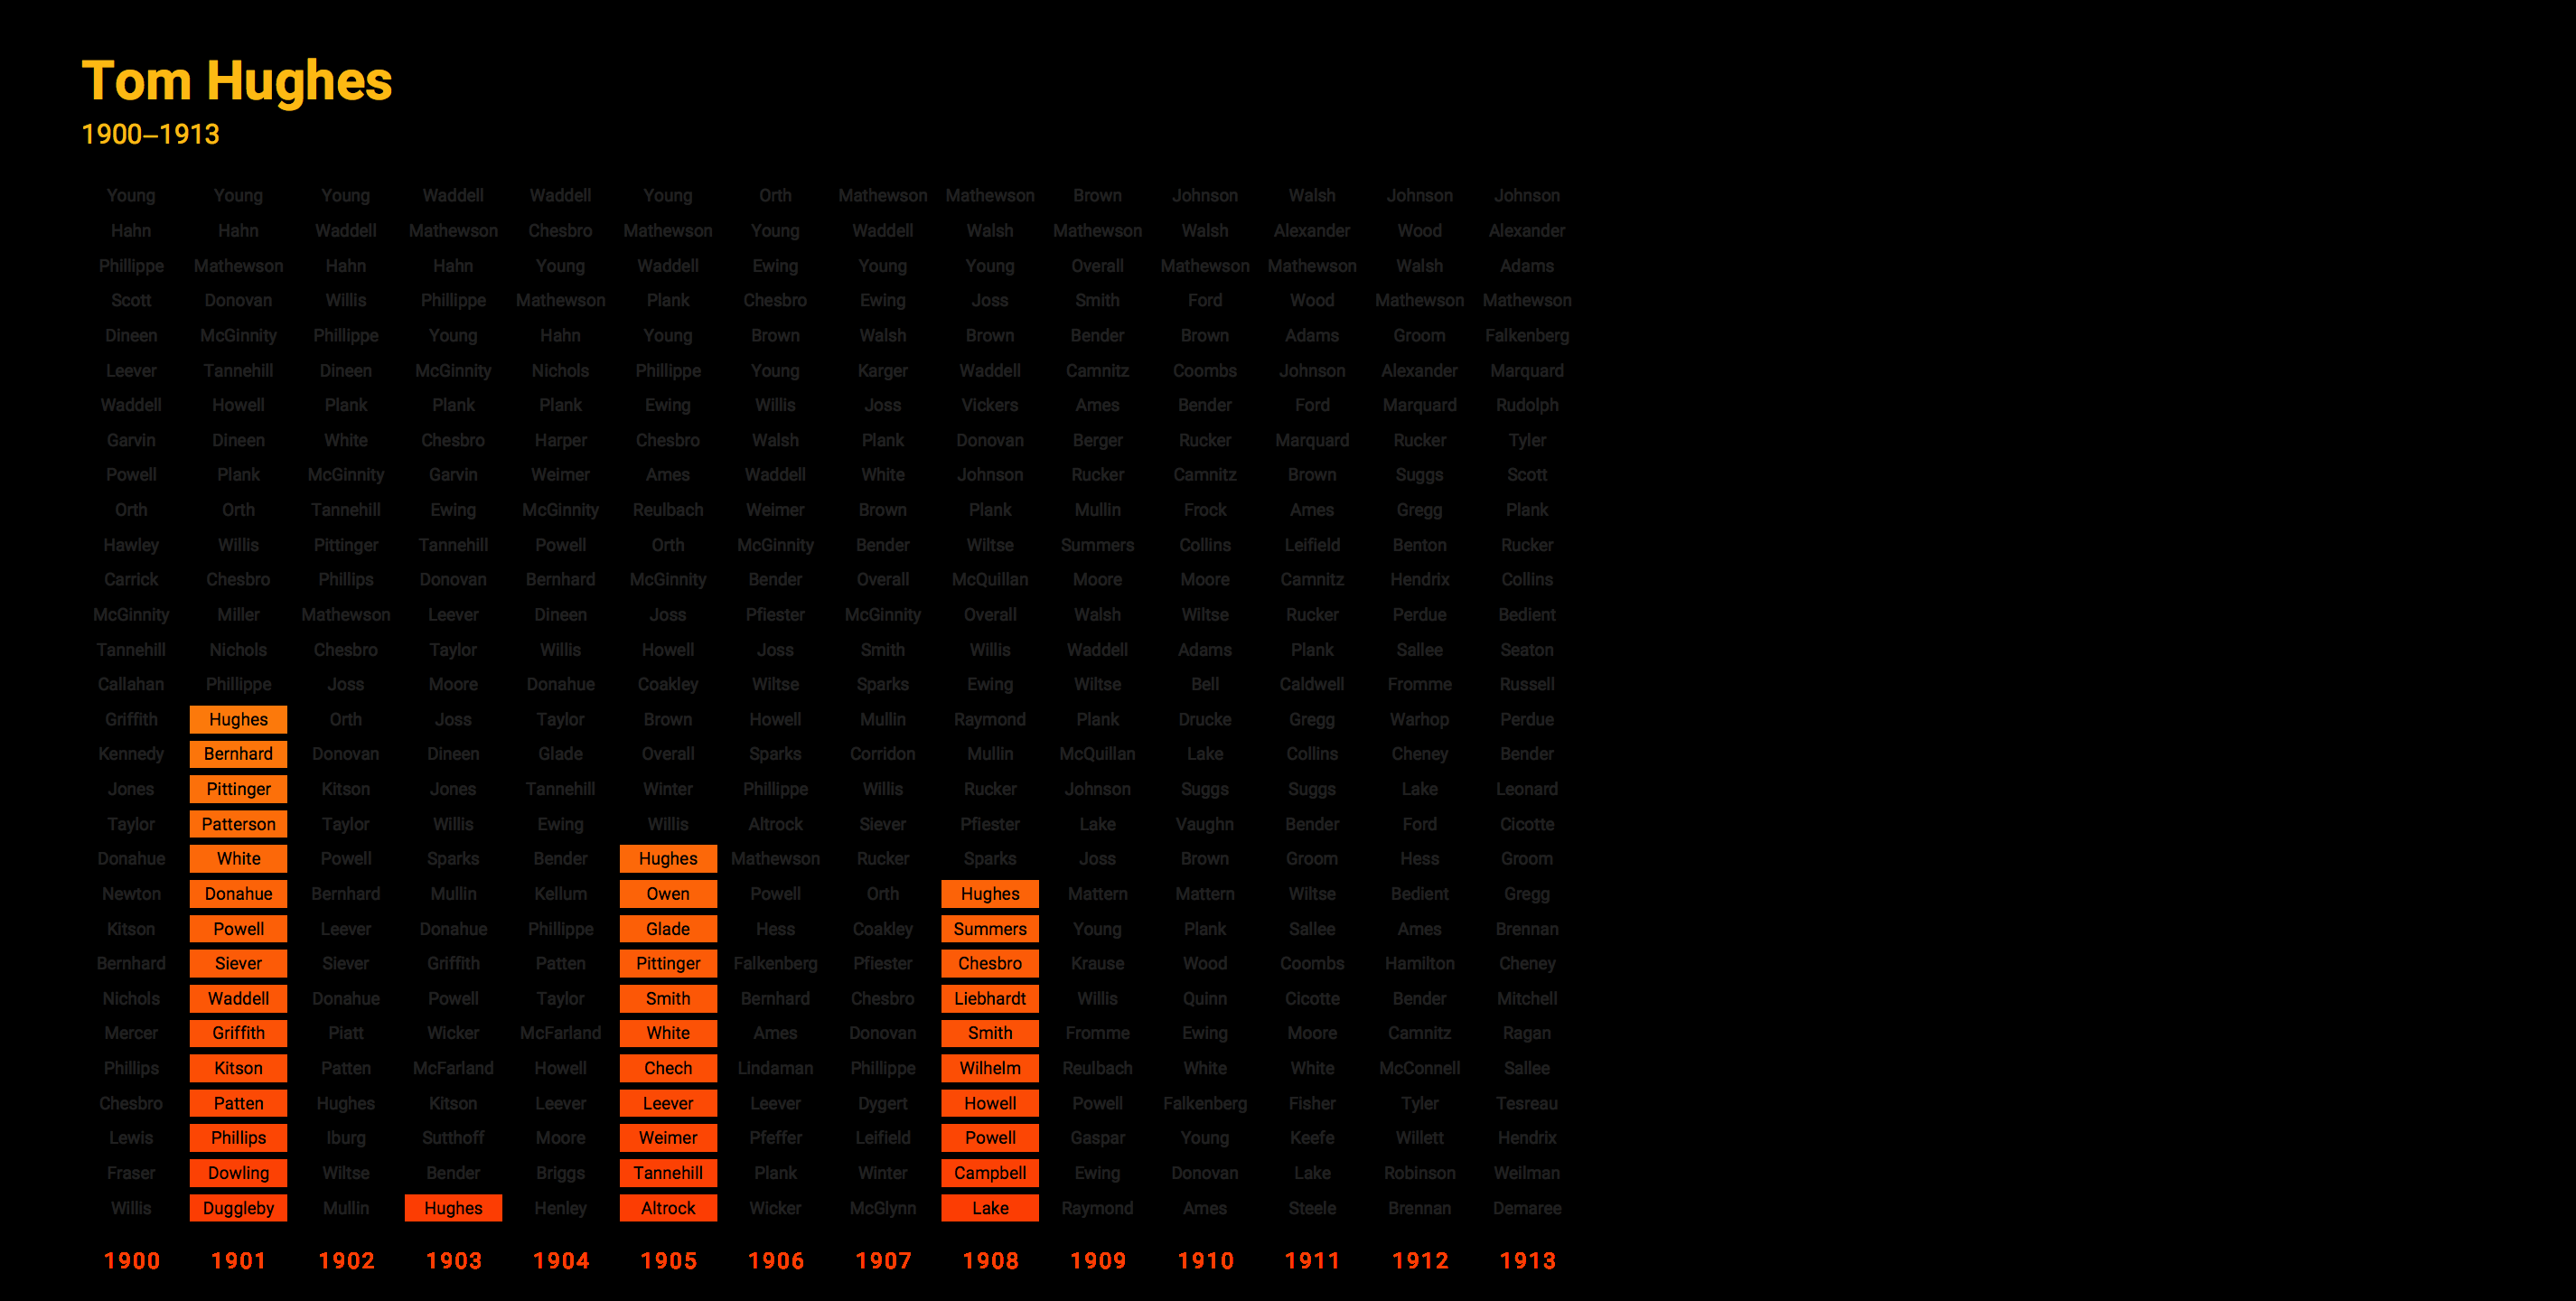 Tom Hughes
1900–1913
Young Young Young Waddell Waddell Young Orth Mathewson Mathewson Brown Johnson Walsh Johnson Johnson
Hahn Hahn Waddell Mathewson Chesbro Mathewson Young Waddell Walsh Mathewson Walsh Alexander Wood Alexander
Phillippe Mathewson Hahn Hahn Young Waddell Ewing Young Young Overall Mathewson Mathewson Walsh Adams
Scott Donovan Willis Phillippe Mathewson Plank Chesbro Ewing Joss Smith Ford Wood Mathewson Mathewson
Dineen McGinnity Phillippe Young Hahn Young Brown Walsh Brown Bender Brown Adams Groom Falkenberg
Leever Tannehill Dineen McGinnity Nichols Phillippe Young Karger Waddell Camnitz Coombs Johnson Alexander Marquard
Waddell Howell Plank Plank Plank Ewing Willis Joss Vickers Ames Bender Ford Marquard Rudolph
Garvin Dineen White Chesbro Harper Chesbro Walsh Plank Donovan Berger Rucker Marquard Rucker Tyler
Powell Plank McGinnity Garvin Weimer Ames Waddell White Johnson Rucker Camnitz Brown Suggs Scott
Orth Orth Tannehill Ewing McGinnity Reulbach Weimer Brown Plank Mullin Frock Ames Gregg Plank
Hawley Willis Pittinger Tannehill Powell Orth McGinnity Bender Wiltse Summers Collins Leifield Benton Rucker
Carrick Chesbro Phillips Donovan Bernhard McGinnity Bender Overall McQuillan Moore Moore Camnitz Hendrix Collins
McGinnity Miller Mathewson Leever Dineen Joss Pfiester McGinnity Overall Walsh Wiltse Rucker Perdue Bedient
Tannehill Nichols Chesbro Taylor Willis Howell Joss Smith Willis Waddell Adams Plank Sallee Seaton
Callahan Phillippe Joss Moore Donahue Coakley Wiltse Sparks Ewing Wiltse Bell Caldwell Fromme Russell
Griffith Hughes Orth Joss Taylor Brown Howell Mullin Raymond Plank Drucke Gregg Warhop Perdue
Kennedy Bernhard Donovan Dineen Glade Overall Sparks Corridon Mullin McQuillan Lake Collins Cheney Bender
Jones Pittinger Kitson Jones Tannehill Winter Phillippe Willis Rucker Johnson Suggs Suggs Lake Leonard
Taylor Patterson Taylor Willis Ewing Willis Altrock Siever Pfiester Lake Vaughn Bender Ford Cicotte
Donahue White Powell Sparks Bender Hughes Mathewson Rucker Sparks Joss Brown Groom Hess Groom
Newton Donahue Bernhard Mullin Kellum Owen Powell Orth Hughes Mattern Mattern Wiltse Bedient Gregg
Kitson Powell Leever Donahue Phillippe Glade Hess Coakley Summers Young Plank Sallee Ames Brennan
Bernhard Siever Siever Griffith Patten Pittinger Falkenberg Pfiester Chesbro Krause Wood Coombs Hamilton Cheney
Nichols Waddell Donahue Powell Taylor Smith Bernhard Chesbro Liebhardt Willis Quinn Cicotte Bender Mitchell
Mercer Griffith Piatt Wicker McFarland White Ames Donovan Smith Fromme Ewing Moore Camnitz Ragan
Phillips Kitson Patten McFarland Howell Chech Lindaman Phillippe Wilhelm Reulbach White White McConnell Sallee
Chesbro Patten Hughes Kitson Leever Leever Leever Dygert Howell Powell Falkenberg Fisher Tyler Tesreau
Lewis Phillips Iburg Sutthoff Moore Weimer Pfeffer Leifield Powell Gaspar Young Keefe Willett Hendrix
Fraser Dowling Wiltse Bender Briggs Tannehill Plank Winter Campbell Ewing Donovan Lake Robinson Weilman
Willis Duggleby Mullin Hughes Henley Altrock Wicker McGlynn Lake Raymond Ames Steele Brennan Demaree
1900 1901 1902 1903 1904 1905 1906 1907 1908 1909 1910 1911 1912 1913